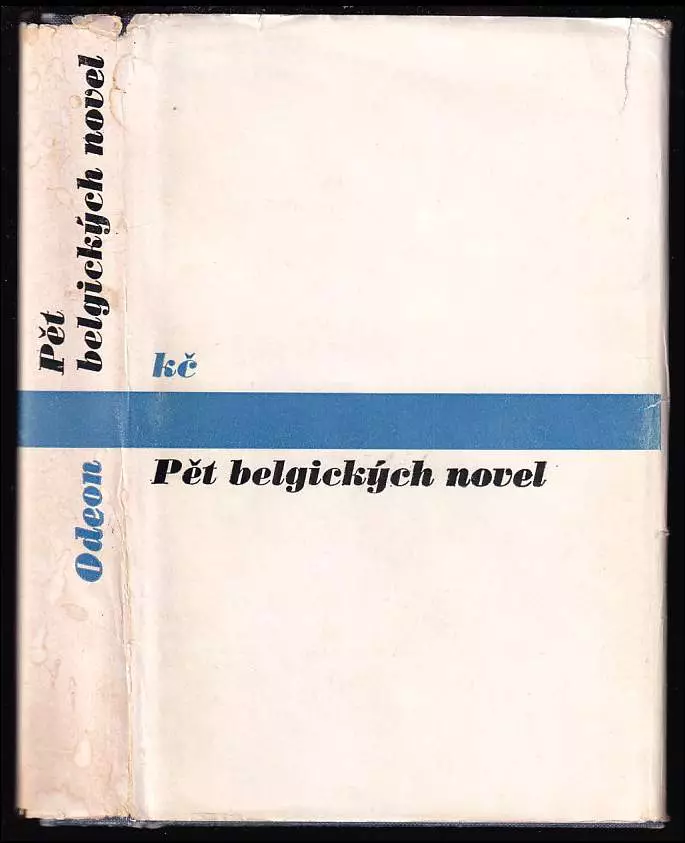 Pět
belgických novel
Odeon
kč
Pět belgických novel